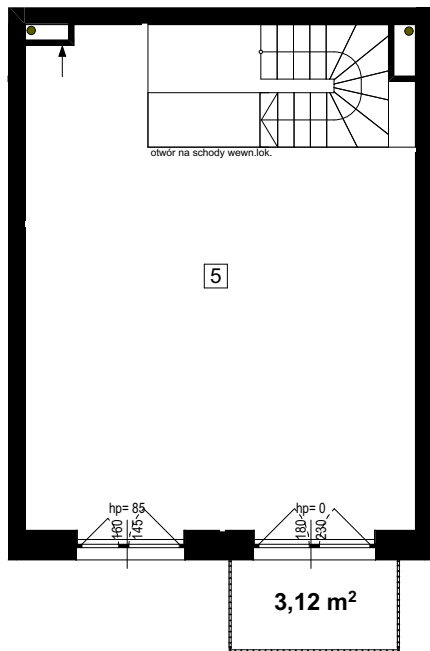 otwór na schody wewn.lok.
5
hp= 85
160
145
hp= 0
180
230
3,12 m²